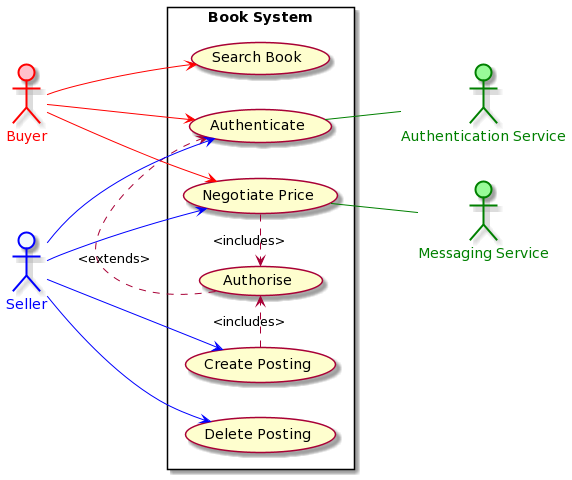 Book System
Search Book
Buyer
Authenticate
Authentication Service
Negotiate Price
<includes>
Messaging Service
<extends>
Authorise
Seller
<includes>
Create Posting
Delete Posting